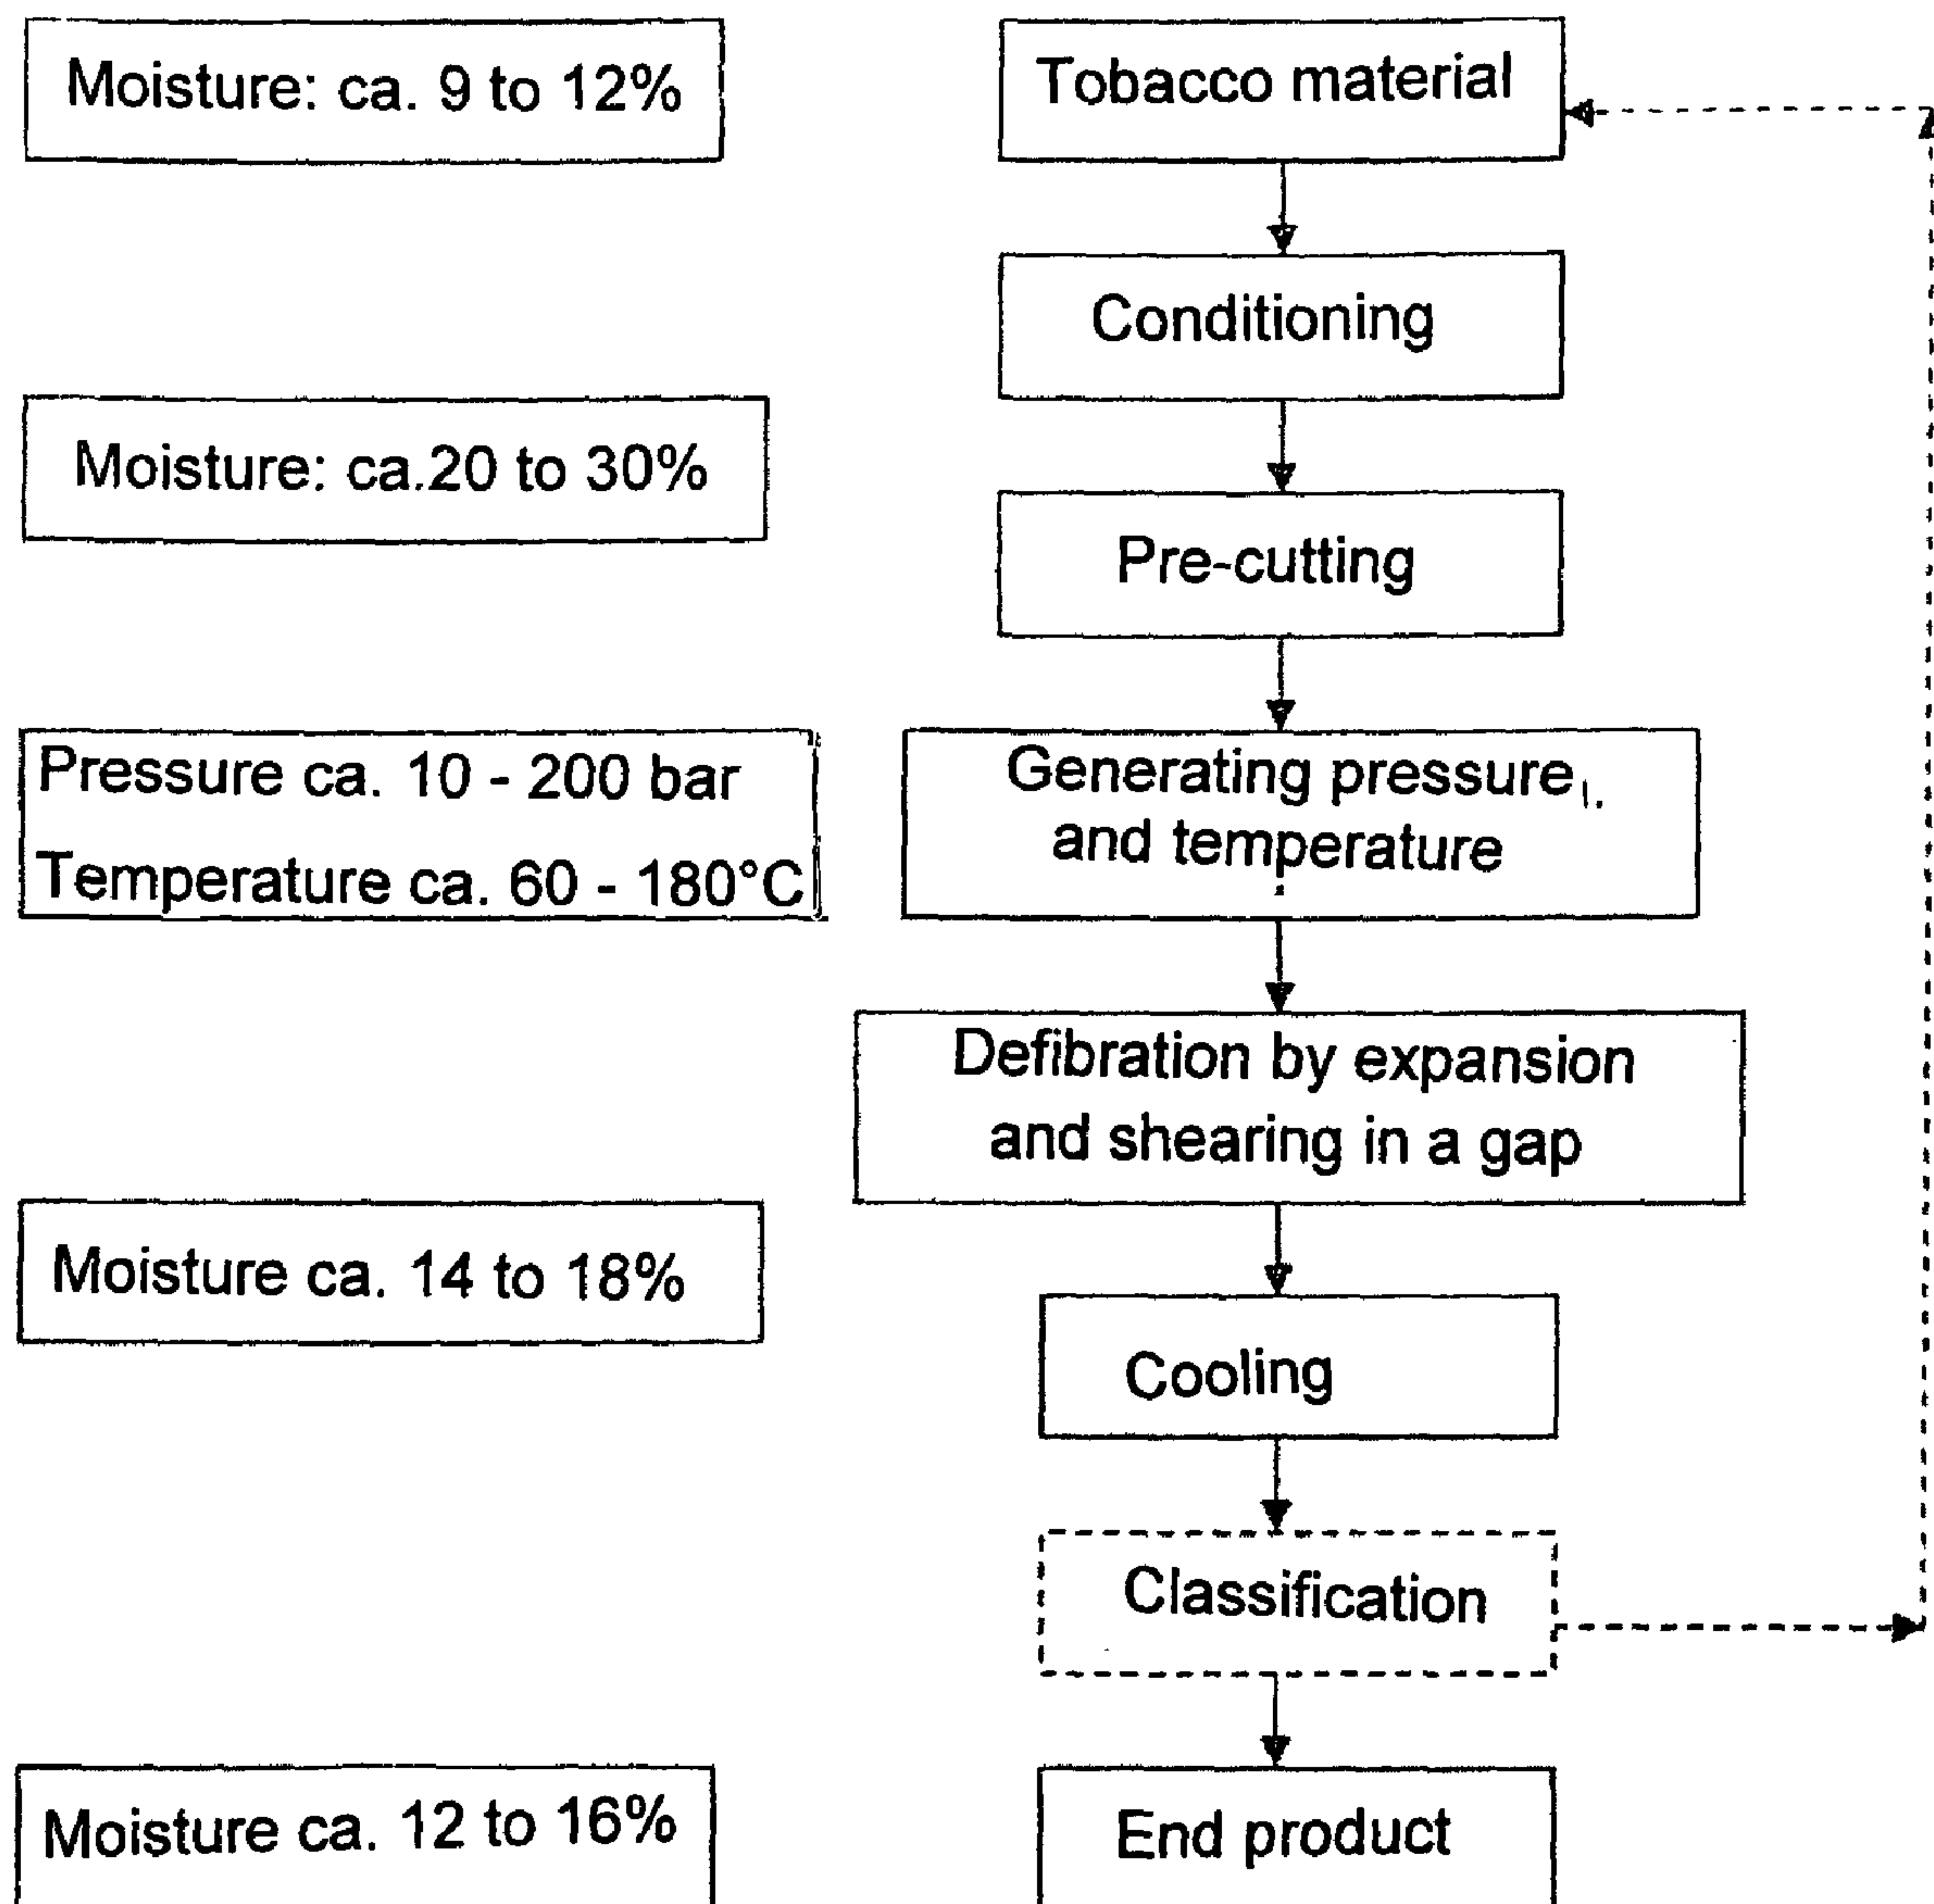 Moisture: ca. 9 to 12%
Tobacco material
Conditioning
Moisture: ca.20 to 30%
Pre-cutting
Pressure ca. 10 - 200 bar
Temperature ca. 60 - 180°C
Generating pressure
and temperature
Defibration by expansion
and shearing in a gap
Moisture ca. 14 to 18%
Cooling
Classification
Moisture ca. 12 to 16%
End product